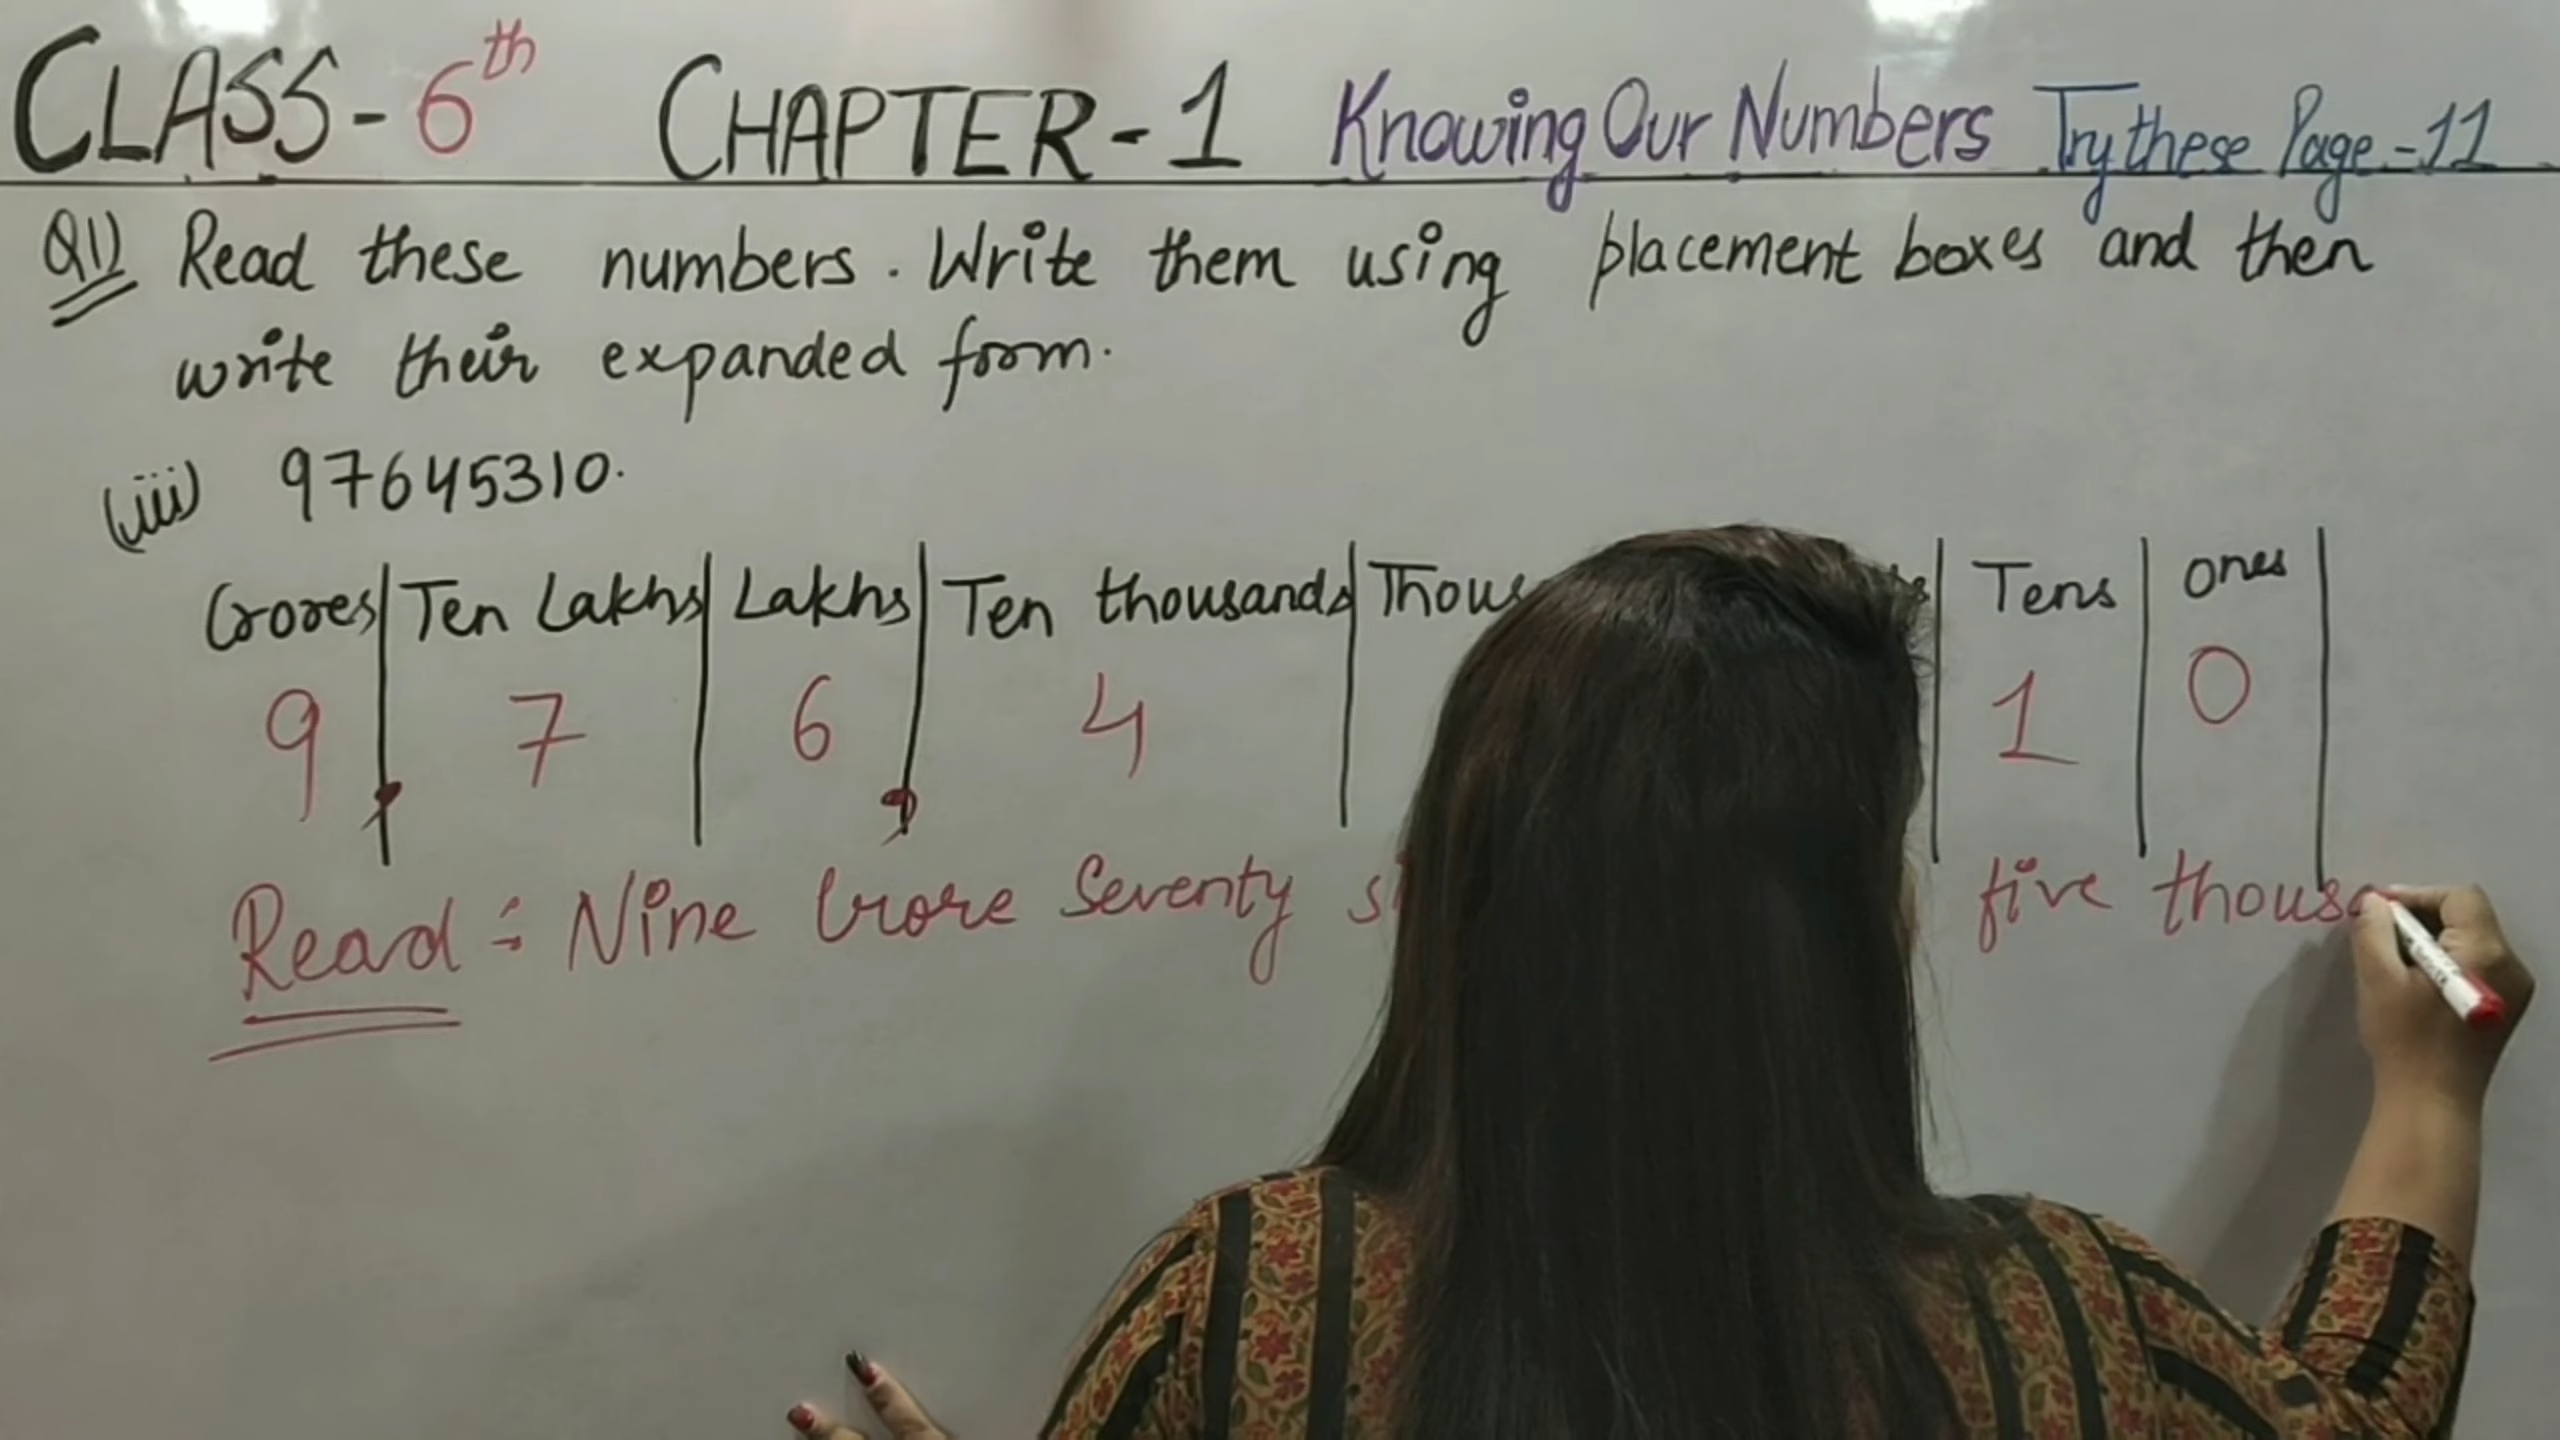 CLASS-6th CHAPTER-1 Knowing Our Numbers Try these Page-11
Q1) Read these numbers. Write them using placement boxes and then
write their expanded form.
(iii) 97645310.
Crores Ten Lakhs Lakhs Ten thousands Tens ones
9 7 6 4 1 0
Read:- Nine Crore Seventy five